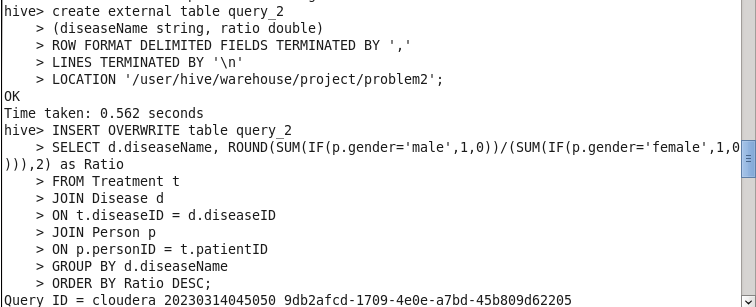 hive> create external table query_2
    > (diseaseName string, ratio double)
    > ROW FORMAT DELIMITED FIELDS TERMINATED BY ','
    > LINES TERMINATED BY '\n'
    > LOCATION '/user/hive/warehouse/project/problem2';
OK
Time taken: 0.562 seconds
hive> INSERT OVERWRITE table query_2
    > SELECT d.diseaseName, ROUND(SUM(IF(p.gender='male',1,0))/(SUM(IF(p.gender='female',1,0
))),2) as Ratio
    > FROM Treatment t
    > JOIN Disease d
    > ON t.diseaseID = d.diseaseID
    > JOIN Person p
    > ON p.personID = t.patientID
    > GROUP BY d.diseaseName
    > ORDER BY Ratio DESC;
Query ID = cloudera_20230314045050_9db2afcd-1709-4e0e-a7bd-45b809d62205